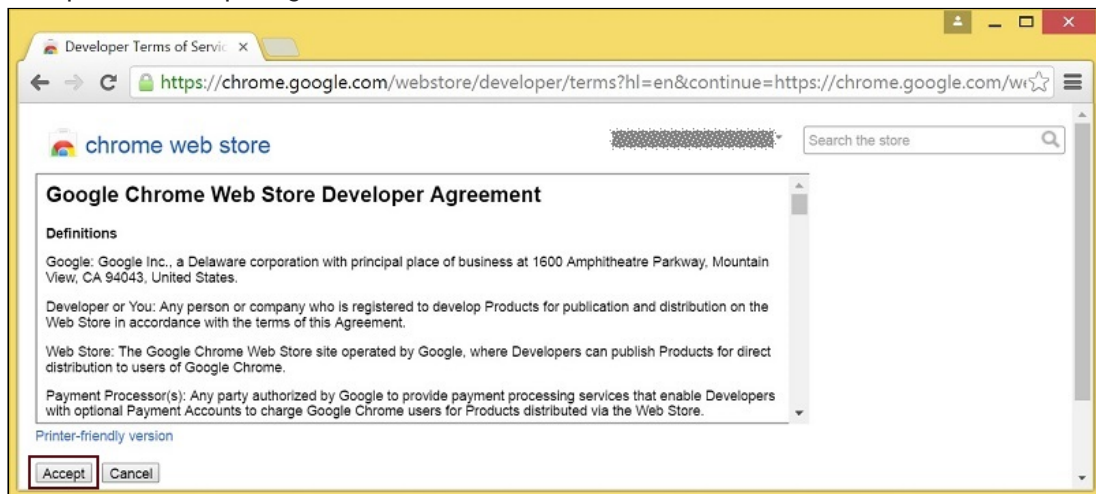 Developer Terms of Servic
https://chrome.google.com/webstore/developer/terms?hl=en&continue=https://chrome.google.com/we
chrome web store
Search the store
Google Chrome Web Store Developer Agreement
Definitions
Google: Google Inc., a Delaware corporation with principal place of business at 1600 Amphitheatre Parkway, Mountain
View, CA 94043, United States.
Developer or You: Any person or company who is registered to develop Products for publication and distribution on the
Web Store in accordance with the terms of this Agreement.
Web Store: The Google Chrome Web Store site operated by Google, where Developers can publish Products for direct
distribution to users of Google Chrome.
Payment Processor(s): Any party authorized by Google to provide payment processing services that enable Developers
with optional Payment Accounts to charge Google Chrome users for Products distributed via the Web Store.
Printer-friendly version
Accept Cancel